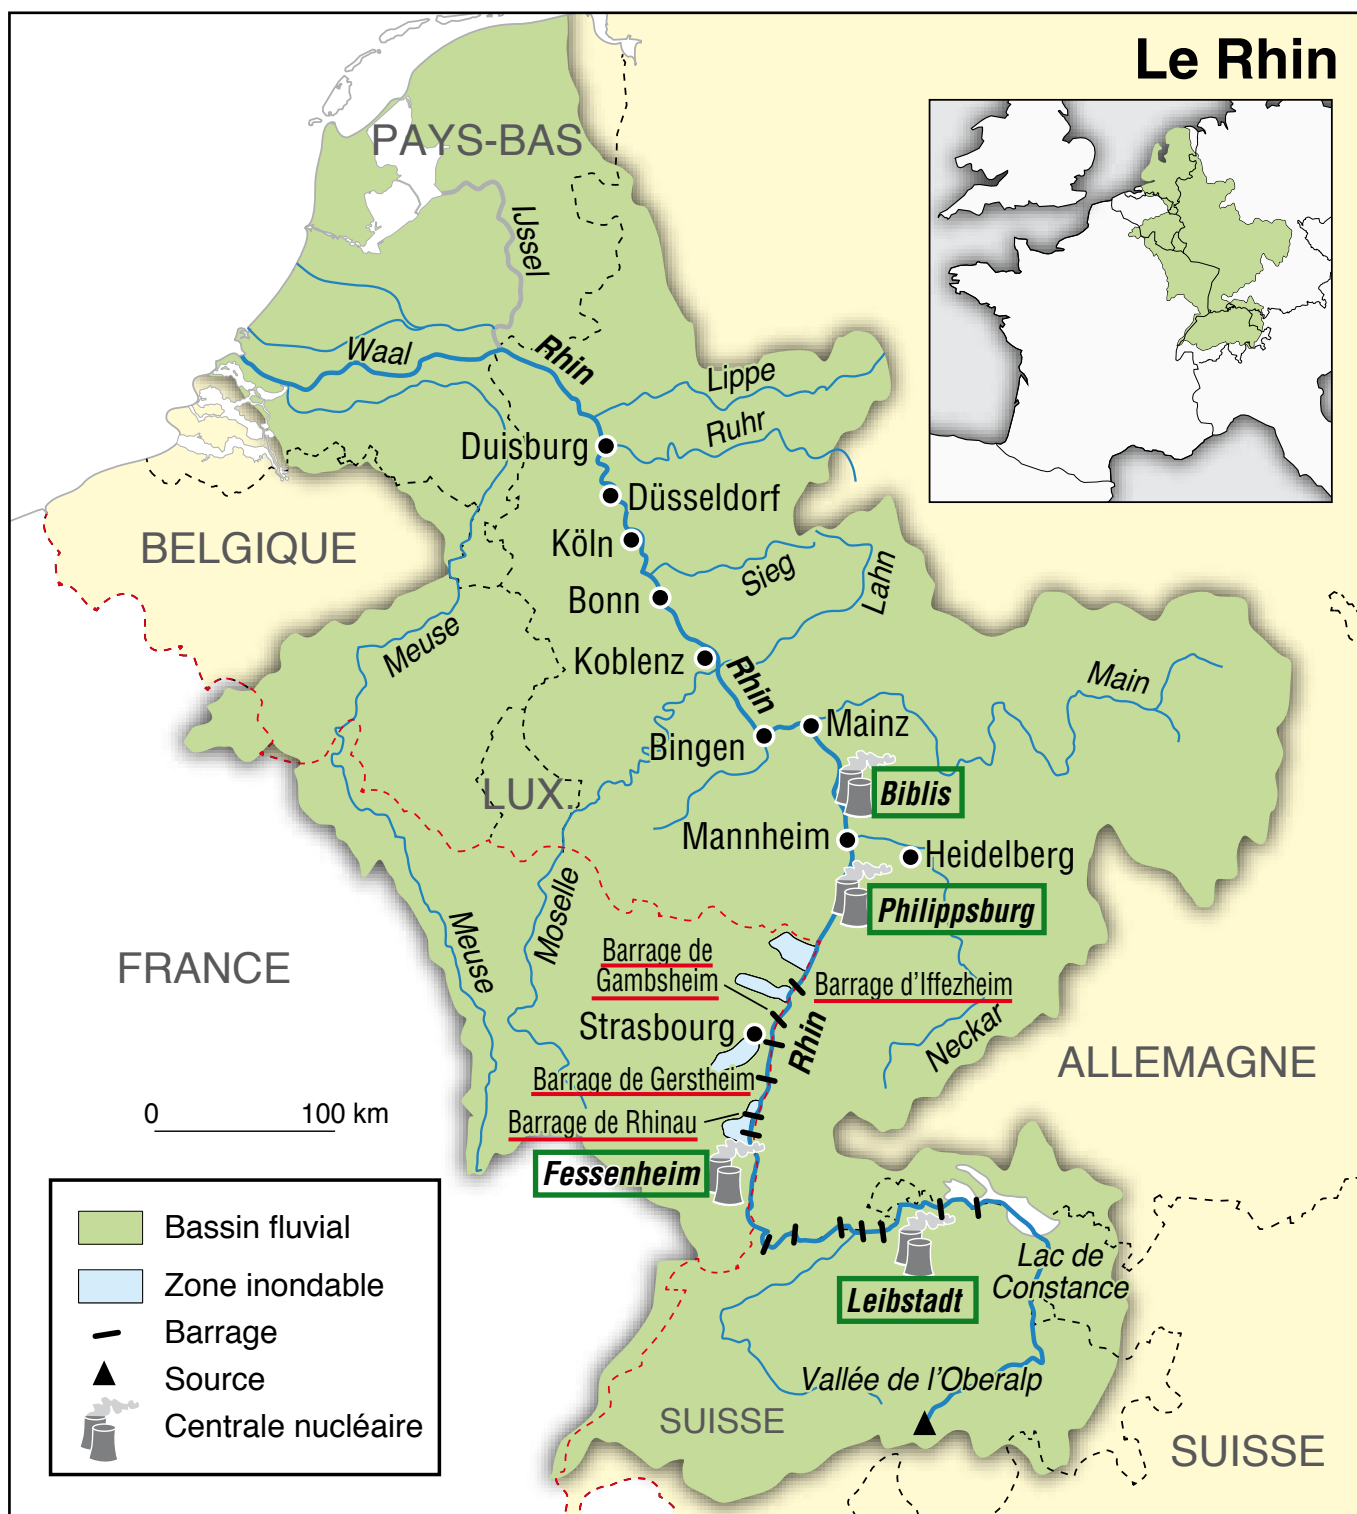 Le Rhin
PAYS-BAS
IJssel
Waal
Rhin
Lippe
Ruhr
Duisburg
Düsseldorf
BELGIQUE
Köln
Sieg
Lahn
Bonn
Meuse
Koblenz
Rhin
Main
Mainz
Bingen
LUX.
Biblis
Mannheim
Heidelberg
Moselle
Philippsburg
Meuse
FRANCE
Barrage de
Gambsheim
Barrage d'Iffezheim
Strasbourg
Rhin
Neckar
ALLEMAGNE
Barrage de Gerstheim
0 100 km
Barrage de Rhinau
Fessenheim
Bassin fluvial
Zone inondable
Barrage
Source
Centrale nucléaire
Lac de
Constance
Leibstadt
Vallée de l'Oberalp
SUISSE
SUISSE